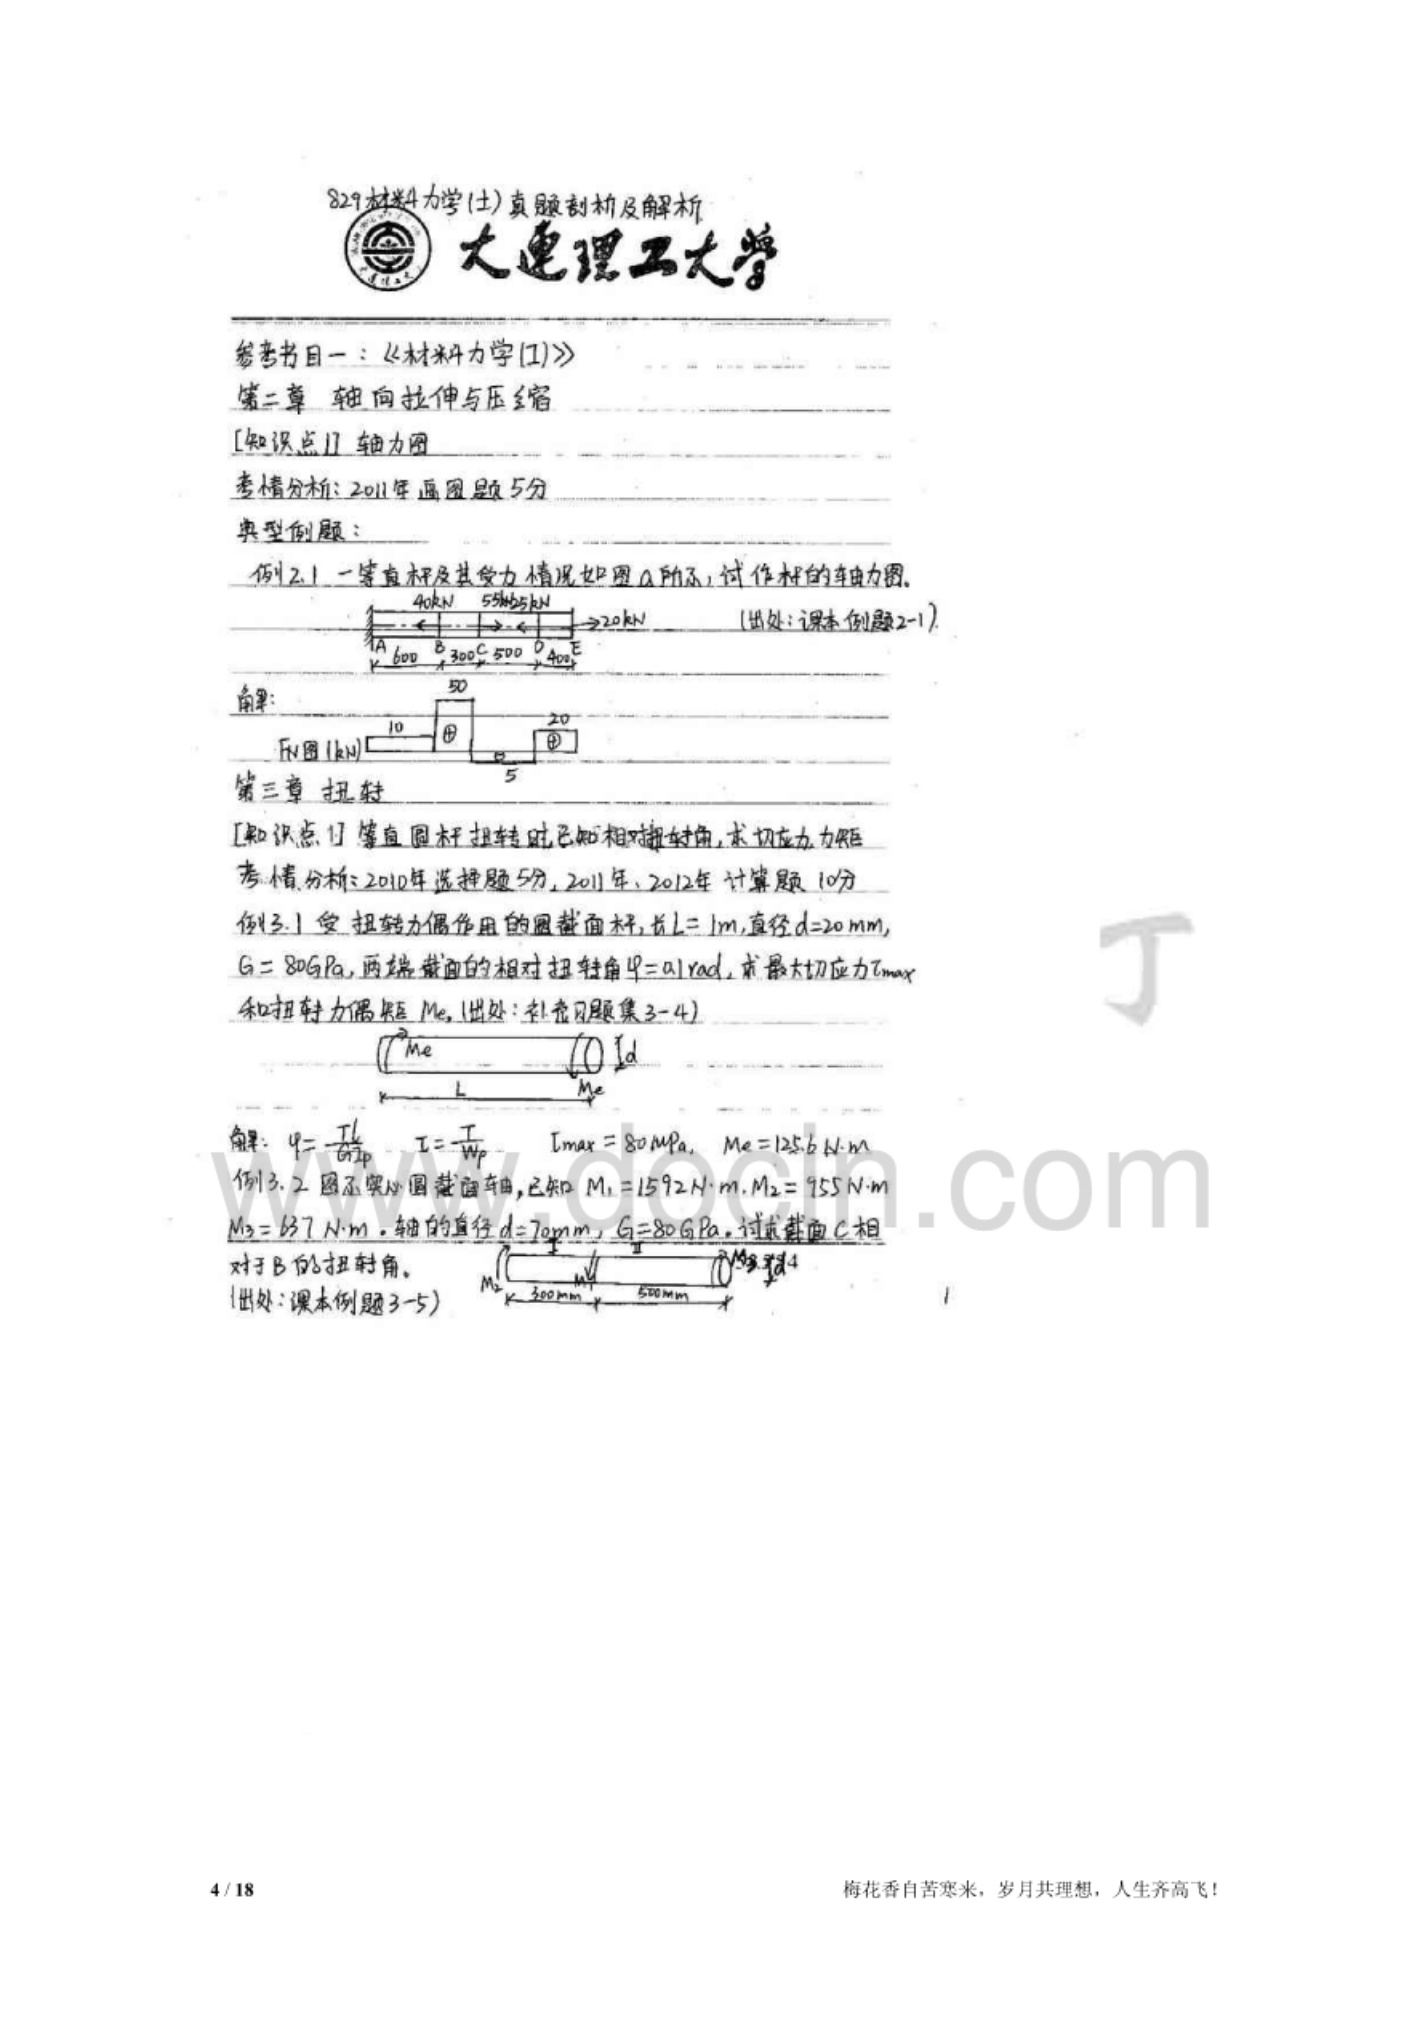 829材料力学(土)真题剖析及解析
大连理工大学
参考书目一：《材料力学(I)》
第二章 轴向拉伸与压缩
[知识点1] 轴力图
考情分析：2011年画图题5分
典型例题：
例2.1 一等直杆及其受力情况如图a所示，试作杆的轴力图。
40kN 55kN 25kN
20kN (出处：课本例题2-1)
A B C D E
600 300 500 400
解：
50
10 ⊕ 20 ⊕
FN图(kN) ⊖
5
第三章 扭转
[知识点1] 等直圆杆扭转时已知相对扭转角，求切应力、力矩
考情分析：2010年选择题5分，2011年、2012年计算题10分
例3.1 受扭转力偶作用的圆截面杆，长L=1m，直径d=20mm，
G=80GPa，两端截面的相对扭转角φ=0.1rad，求最大切应力τmax
和扭转力偶矩Me。(出处：补充习题集3-4)
Me d
L Me
解：φ=TL/GIp τ=T/Wp τmax=80MPa, Me=125.6N·m
www.docin.com
例3.2 图示实心圆截面轴，已知M1=1592N·m，M2=955N·m
M3=637N·m。轴的直径d=70mm，G=80GPa。试求截面C相
对于B的扭转角。
I II
M2 M1 M3 d
300mm 500mm
(出处：课本例题3-5)
1
丁
4 / 18
梅花香自苦寒来，岁月共理想，人生齐高飞！